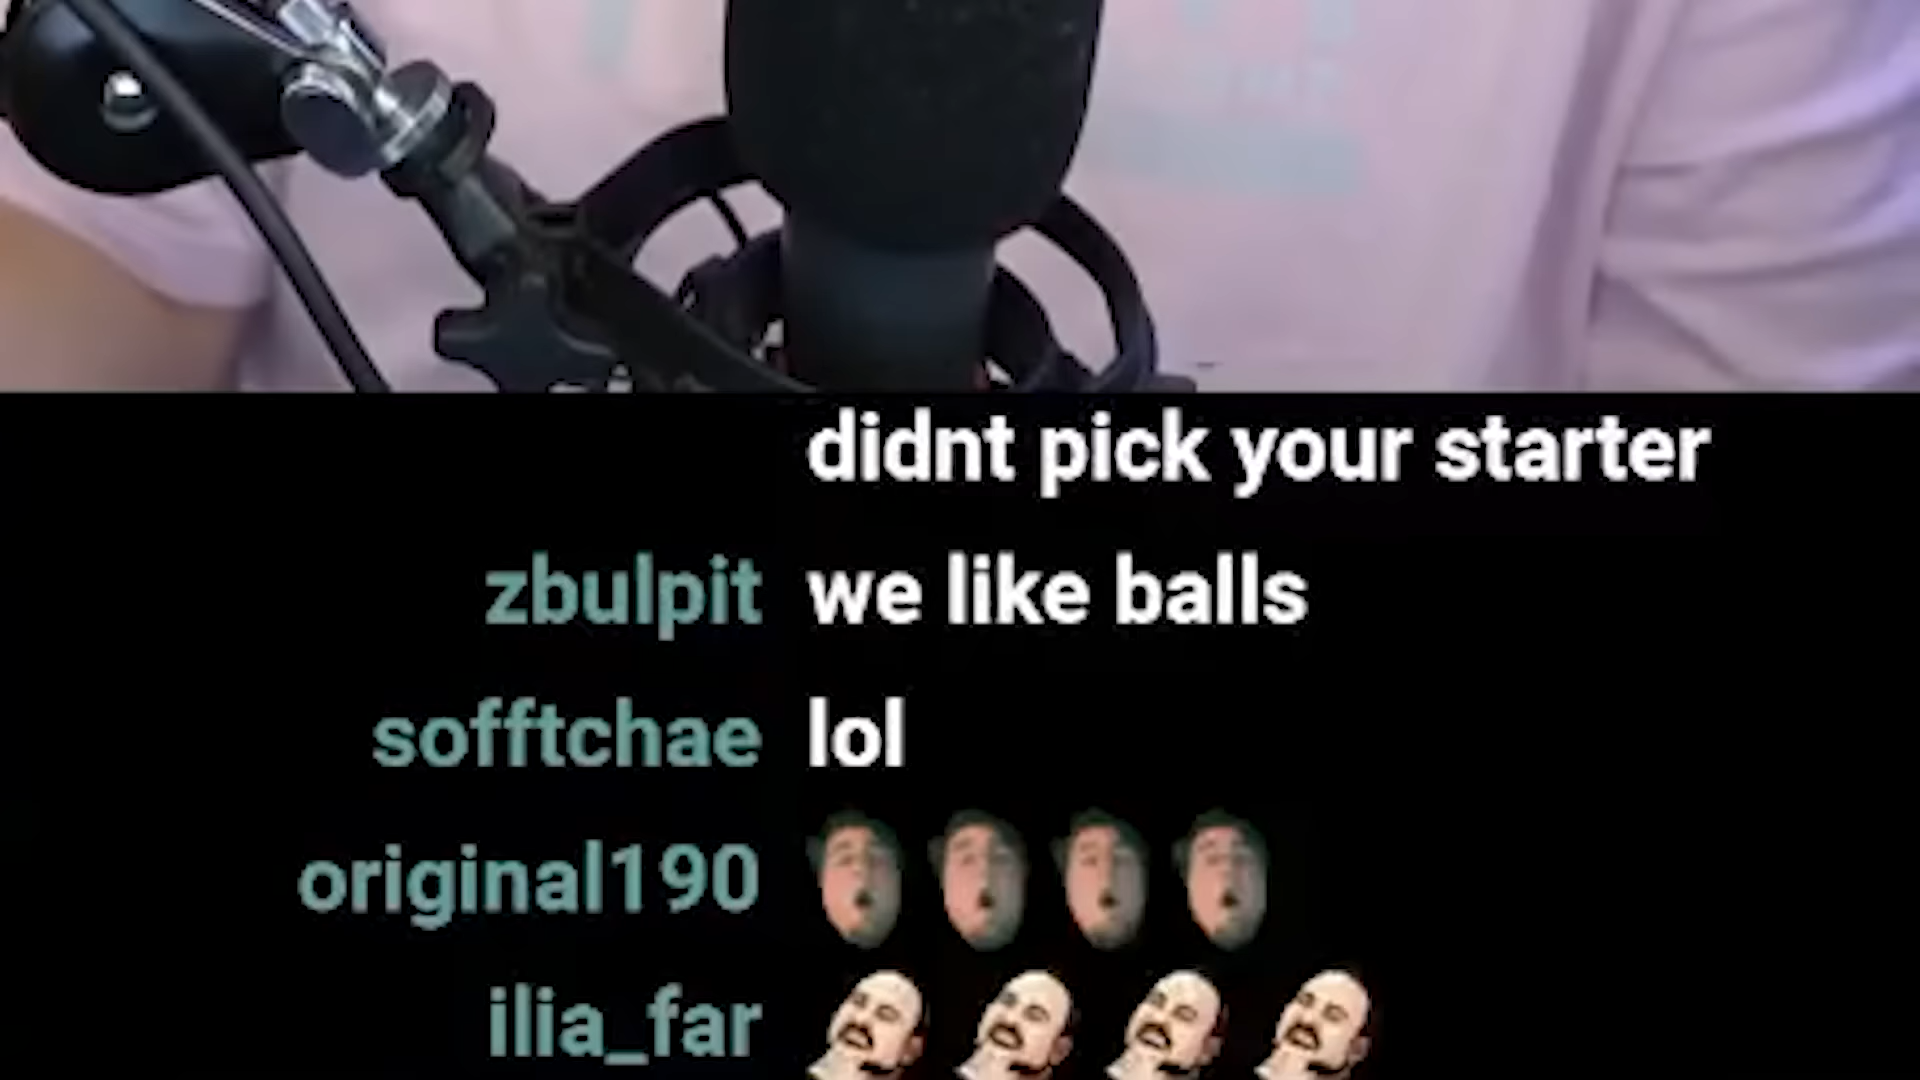 didnt pick your starter
zbulpit we like balls
sofftchae lol
original190
ilia_far